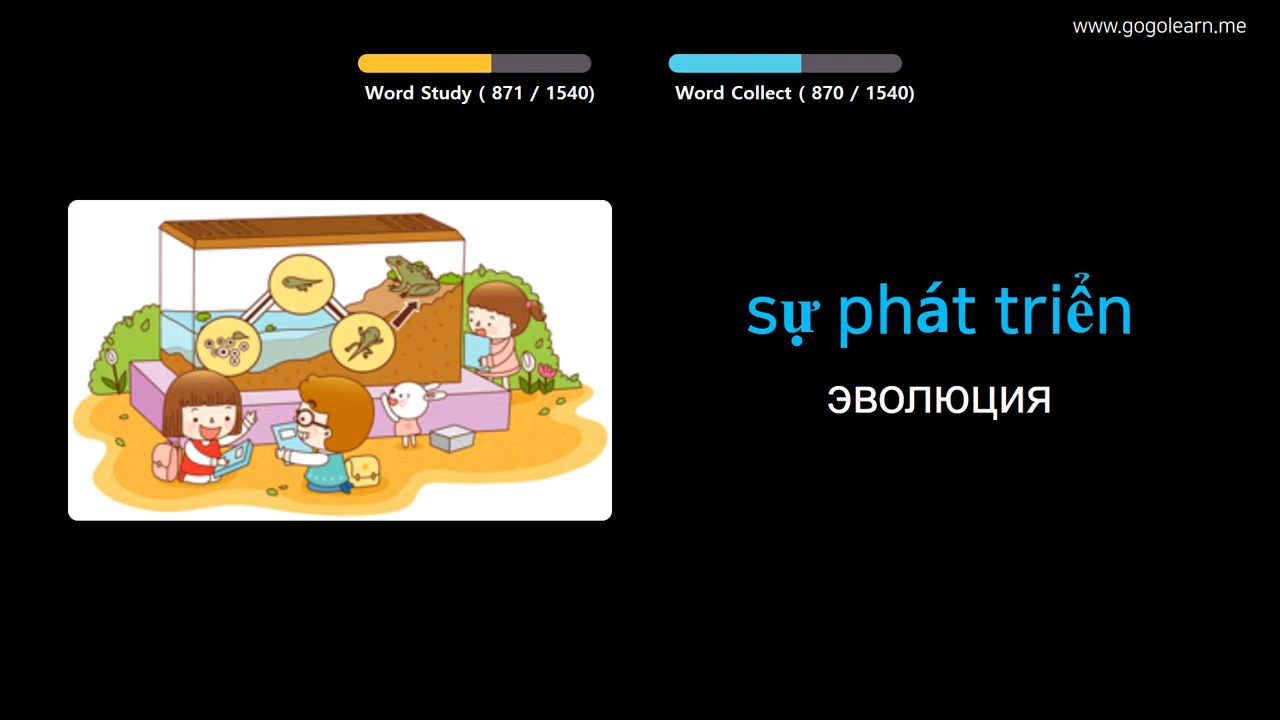 www.gogolearn.me
Word Study ( 871 / 1540)
Word Collect ( 870 / 1540)
sự phát triển
эволюция